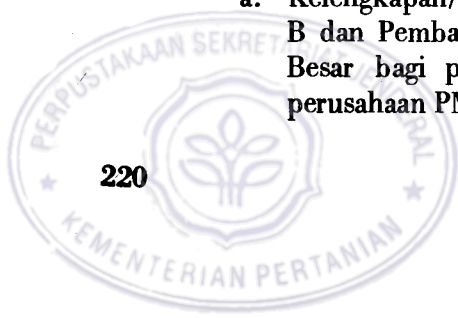 a. Kelengkapan/
B dan Pemba
Besar bagi p
perusahaan PM
220
PERPUSTAKAAN SEKRETARIAT JENDERAL
KEMENTERIAN PERTANIAN